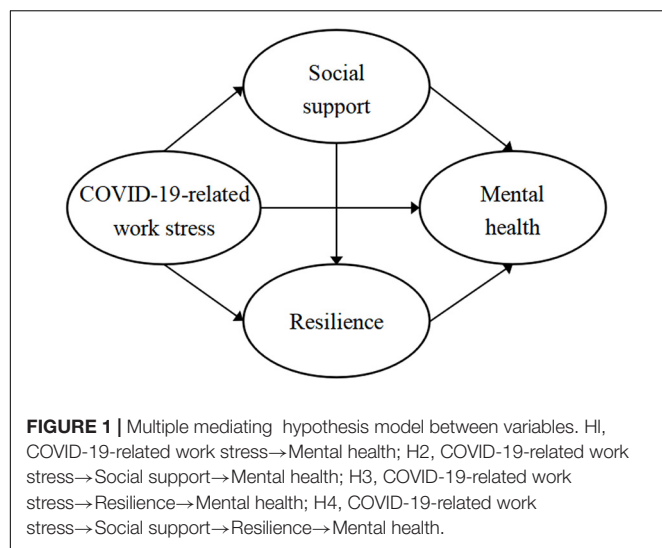 Social
support
COVID-19-related
work stress
Mental
health
Resilience
FIGURE 1 | Multiple mediating hypothesis model between variables. Hl,
COVID-19-related work stress→Mental health; H2, COVID-19-related work
stress→Social support→Mental health; H3, COVID-19-related work
stress→Resilience→Mental health; H4, COVID-19-related work
stress→Social support→Resilience→Mental health.